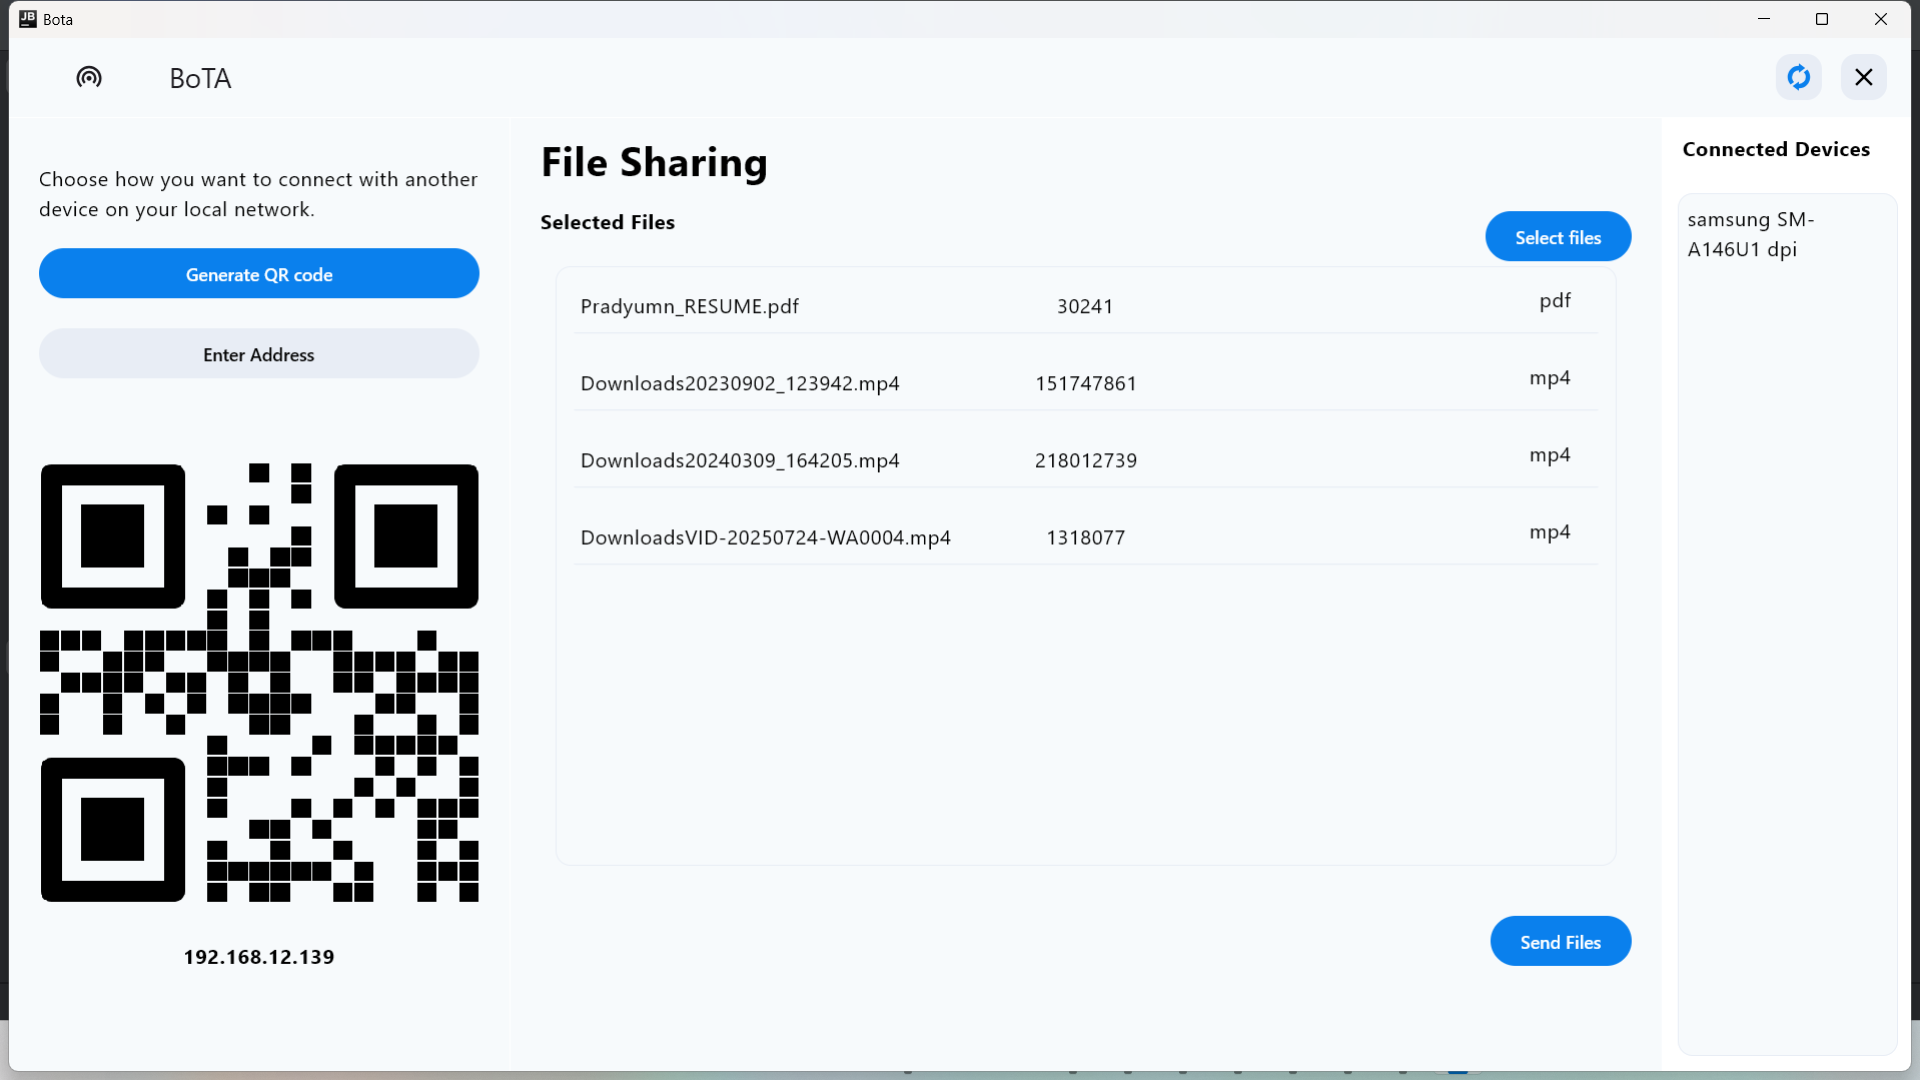 JB Bota
BoTA
Choose how you want to connect with another
device on your local network.
Generate QR code
Enter Address
192.168.12.139
File Sharing
Selected Files
Select files
Pradyumn_RESUME.pdf 30241 pdf
Downloads20230902_123942.mp4 151747861 mp4
Downloads20240309_164205.mp4 218012739 mp4
DownloadsVID-20250724-WA0004.mp4 1318077 mp4
Send Files
Connected Devices
samsung SM-
A146U1 dpi